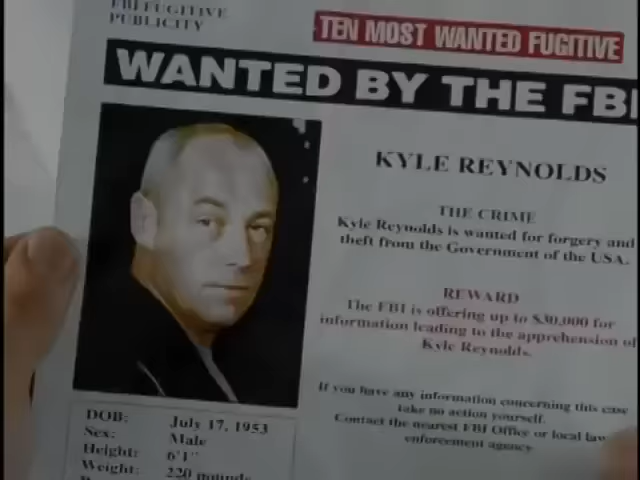 FBI FUGITIVE
PUBLICITY
TEN MOST WANTED FUGITIVE
WANTED BY THE FBI
KYLE REYNOLDS
THE CRIME
Kyle Reynolds is wanted for forgery and
theft from the Government of the USA.
REWARD
The FBI is offering up to $30,000 for
information leading to the apprehension of
Kyle Reynolds.
If you have any information concerning this case
take no action yourself.
Contact the nearest FBI Office or local law
enforcement agency
DOB: July 17, 1953
Sex: Male
Height: 6'1"
Weight: 220 pounds